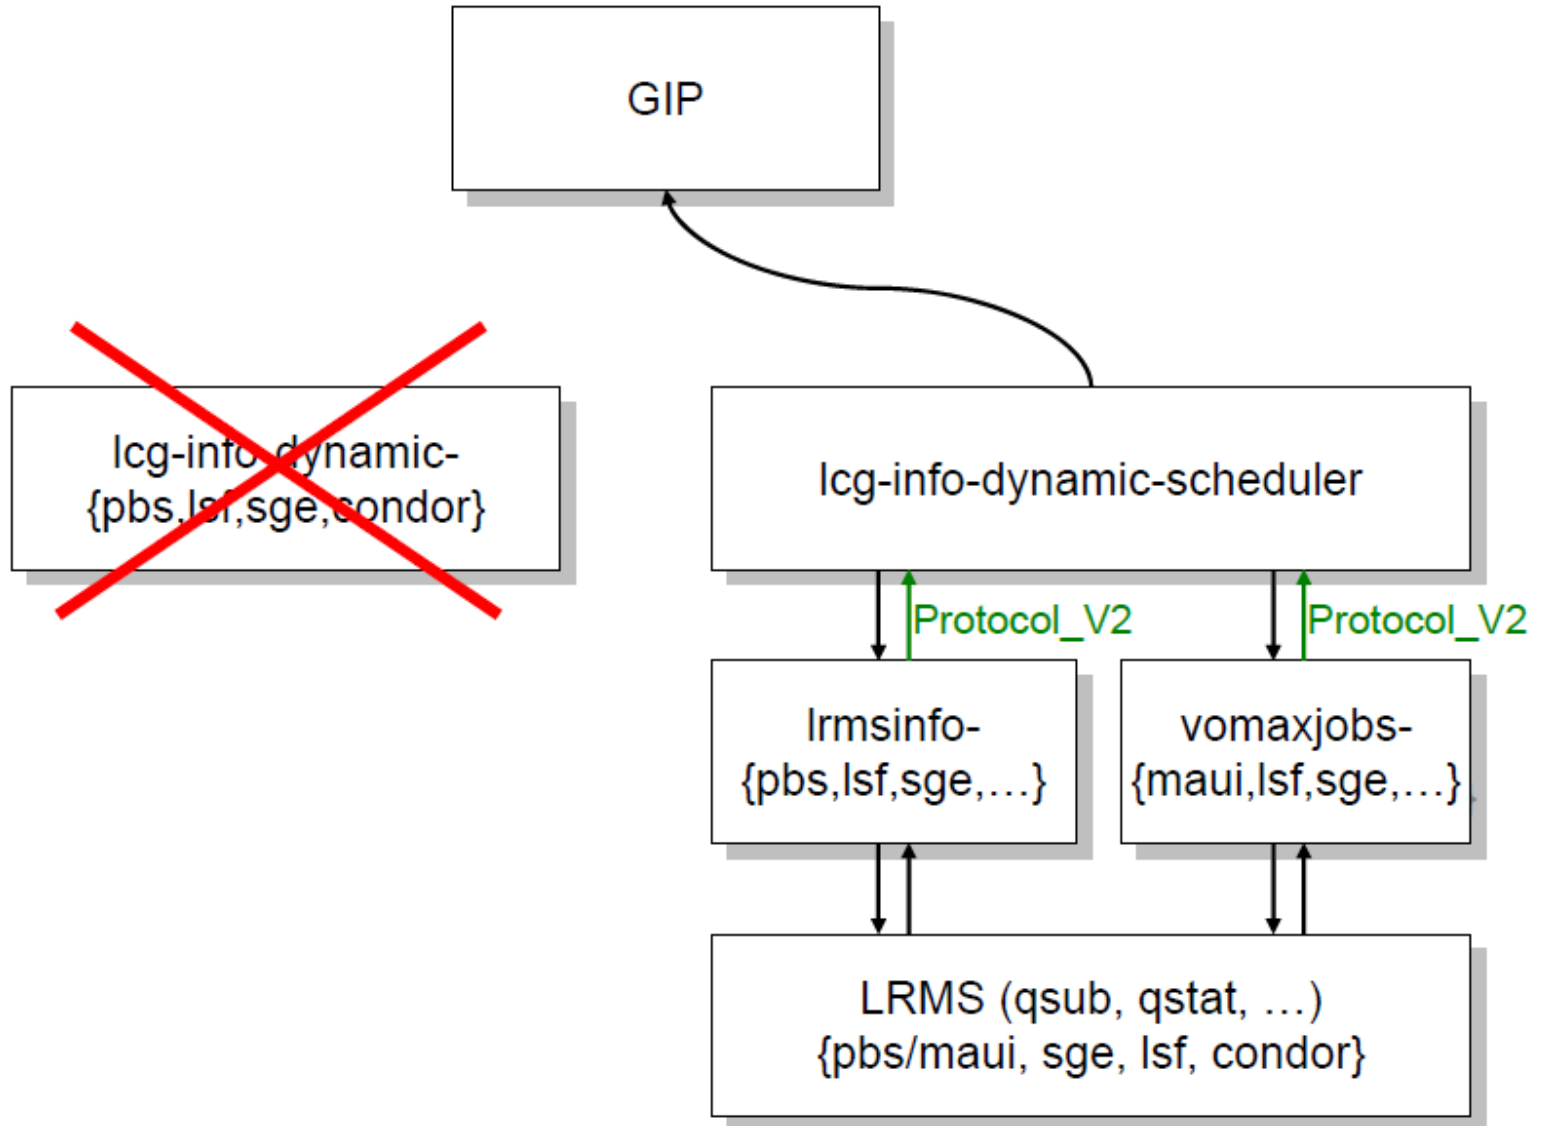 GIP
lcg-info-dynamic-
{pbs,lsf,sge,condor}
lcg-info-dynamic-scheduler
Protocol_V2
Protocol_V2
lrmsinfo-
{pbs,lsf,sge,…}
vomaxjobs-
{maui,lsf,sge,…}
LRMS (qsub, qstat, …)
{pbs/maui, sge, lsf, condor}